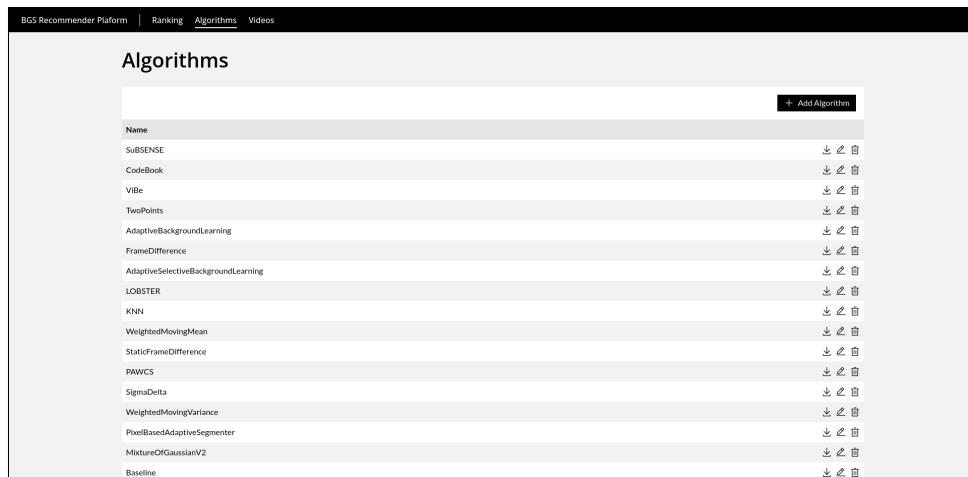 BGS Recommender Plaform Ranking Algorithms Videos
Algorithms
+ Add Algorithm
Name
SuBSENSE
CodeBook
ViBe
TwoPoints
AdaptiveBackgroundLearning
FrameDifference
AdaptiveSelectiveBackgroundLearning
LOBSTER
KNN
WeightedMovingMean
StaticFrameDifference
PAWCS
SigmaDelta
WeightedMovingVariance
PixelBasedAdaptiveSegmenter
MixtureOfGaussianV2
Baseline